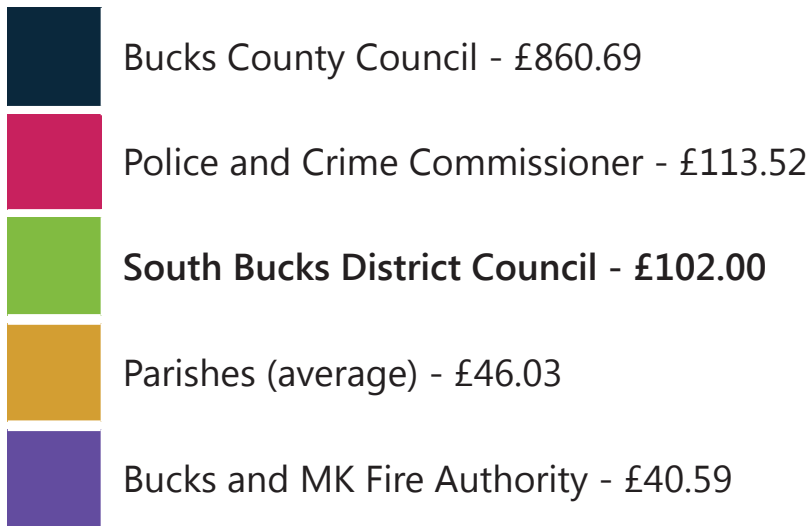 Bucks County Council - £860.69
Police and Crime Commissioner - £113.52
South Bucks District Council - £102.00
Parishes (average) - £46.03
Bucks and MK Fire Authority - £40.59